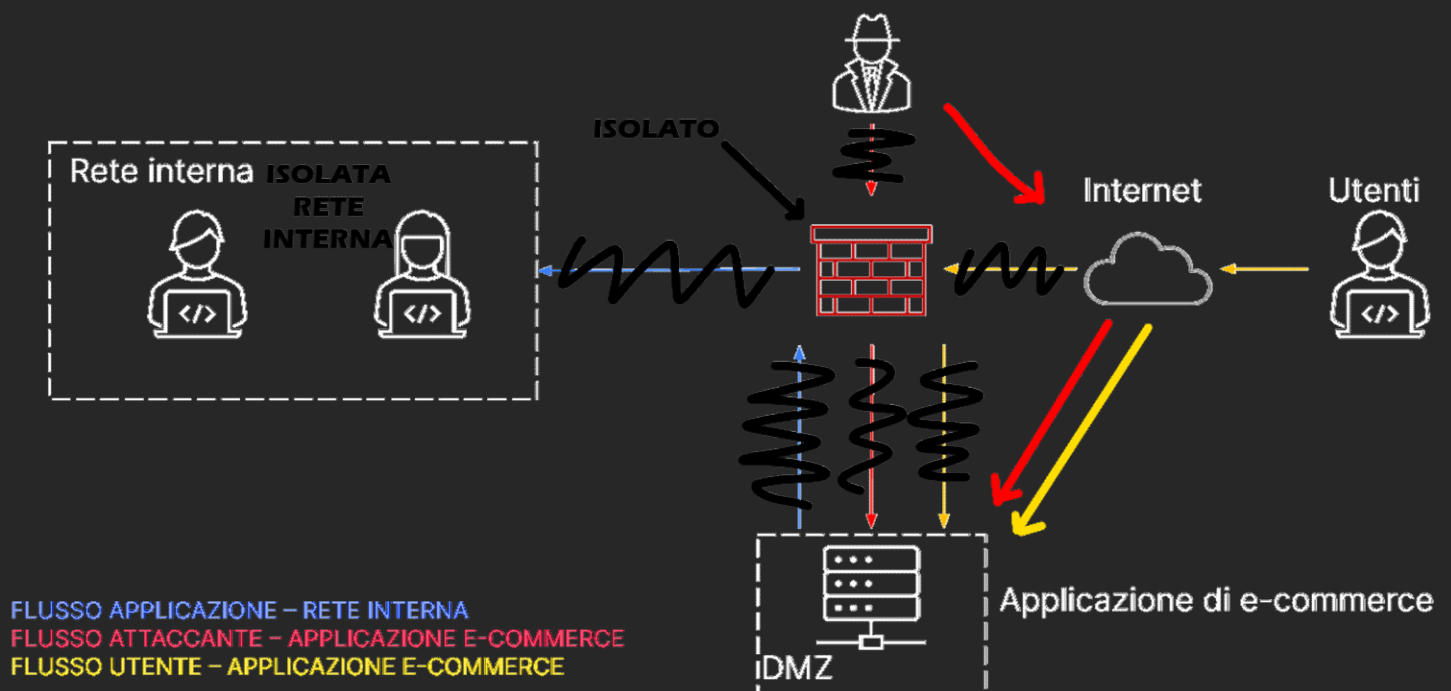 ISOLATO
Rete interna
ISOLATA
RETE
INTERNA
Internet
Utenti
</>
</>
</>
Applicazione di e-commerce
DMZ
FLUSSO APPLICAZIONE – RETE INTERNA
FLUSSO ATTACCANTE – APPLICAZIONE E-COMMERCE
FLUSSO UTENTE – APPLICAZIONE E-COMMERCE